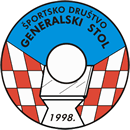 ŠPORTSKO DRUŠTVO
GENERALSKI STOL
1998.